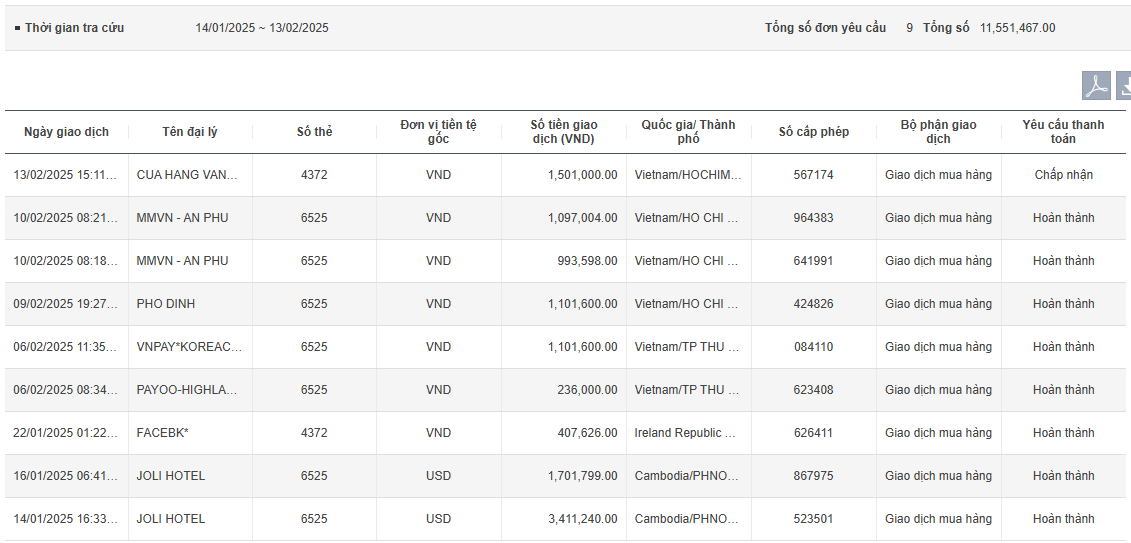 Thời gian tra cứu 14/01/2025 ~ 13/02/2025 Tổng số đơn yêu cầu 9 Tổng số 11,551,467.00
Ngày giao dịch Tên đại lý Số thẻ Đơn vị tiền tệ gốc Số tiền giao dịch (VND) Quốc gia/ Thành phố Số cấp phép Bộ phận giao dịch Yêu cầu thanh toán
13/02/2025 15:11... CUA HANG VAN... 4372 VND 1,501,000.00 Vietnam/HOCHIM... 567174 Giao dịch mua hàng Chấp nhận
10/02/2025 08:21... MMVN - AN PHU 6525 VND 1,097,004.00 Vietnam/HO CHI ... 964383 Giao dịch mua hàng Hoàn thành
10/02/2025 08:18... MMVN - AN PHU 6525 VND 993,598.00 Vietnam/HO CHI ... 641991 Giao dịch mua hàng Hoàn thành
09/02/2025 19:27... PHO DINH 6525 VND 1,101,600.00 Vietnam/HO CHI ... 424826 Giao dịch mua hàng Hoàn thành
06/02/2025 11:35... VNPAY*KOREAC... 6525 VND 1,101,600.00 Vietnam/TP THU ... 084110 Giao dịch mua hàng Hoàn thành
06/02/2025 08:34... PAYOO-HIGHLA... 6525 VND 236,000.00 Vietnam/TP THU ... 623408 Giao dịch mua hàng Hoàn thành
22/01/2025 01:22... FACEBK* 4372 VND 407,626.00 Ireland Republic ... 626411 Giao dịch mua hàng Hoàn thành
16/01/2025 06:41... JOLI HOTEL 6525 USD 1,701,799.00 Cambodia/PHNO... 867975 Giao dịch mua hàng Hoàn thành
14/01/2025 16:33... JOLI HOTEL 6525 USD 3,411,240.00 Cambodia/PHNO... 523501 Giao dịch mua hàng Hoàn thành